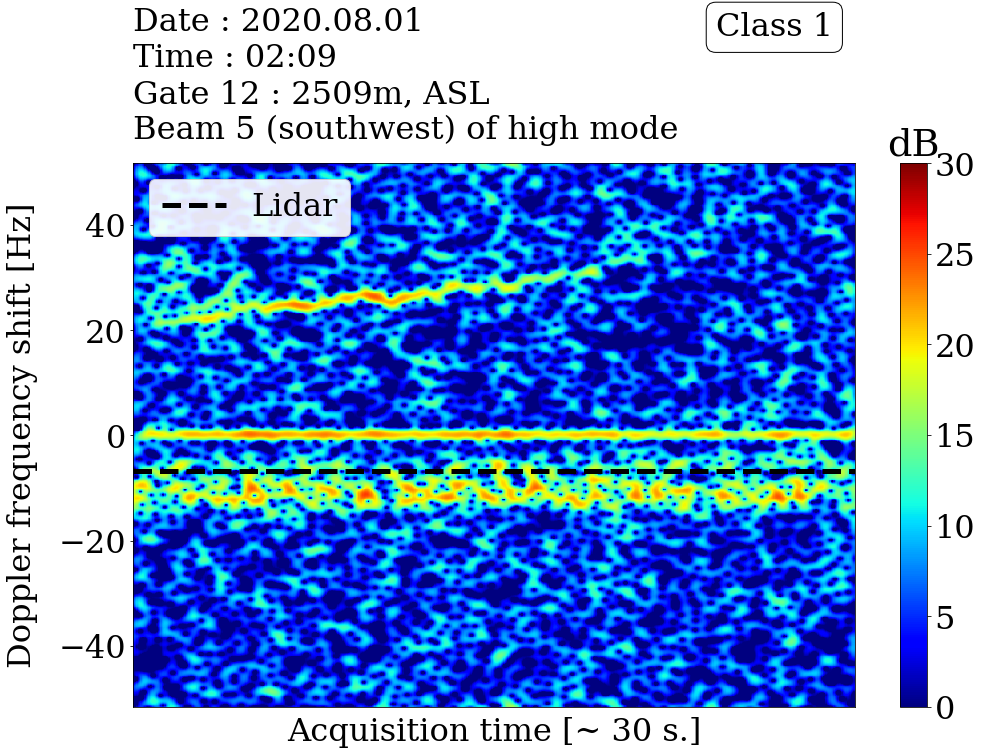 Date : 2020.08.01
Time : 02:09
Gate 12 : 2509m, ASL
Beam 5 (southwest) of high mode
Class 1
dB
Lidar
Doppler frequency shift [Hz]
40
20
0
−20
−40
Acquisition time [~ 30 s.]
30
25
20
15
10
5
0